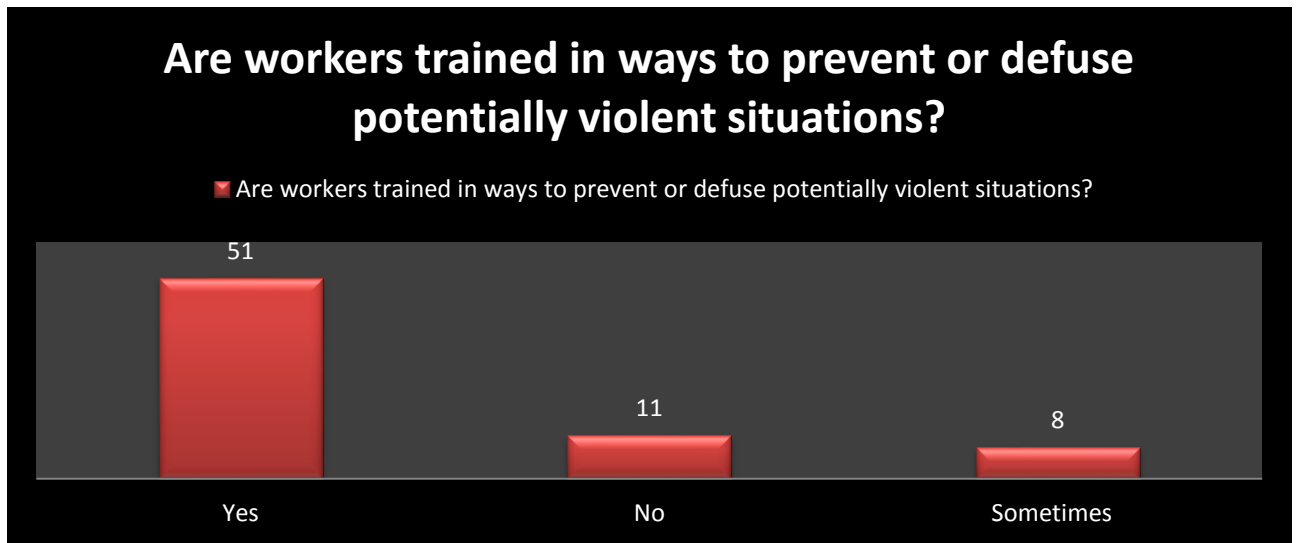 Are workers trained in ways to prevent or defuse
potentially violent situations?
Are workers trained in ways to prevent or defuse potentially violent situations?
51
11
8
Yes
No
Sometimes